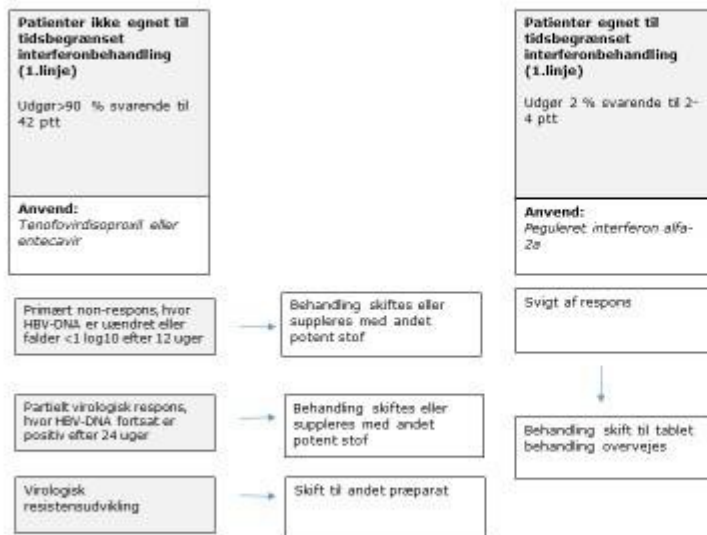 Patienter ikke egnet til
tidsbegrænset
interferonbehandling
(1.linje)
Udgør>90 % svarende til
42 ptt
Anvend:
Tenofovirdisoproxil eller
entecavir
Primært non-respons, hvor
HBV-DNA er uændret eller
falder <1 log10 efter 12 uger
Behandling skiftes eller
suppleres med andet
potent stof
Partielt virologisk respons,
hvor HBV-DNA fortsat er
positiv efter 24 uger
Behandling skiftes eller
suppleres med andet
potent stof
Virologisk
resistensudvikling
Skift til andet præparat
Patienter egnet til
tidsbegrænset
interferonbehandling
(1.linje)
Udgør 2 % svarende til 2-
4 ptt
Anvend:
Peguleret interferon alfa-
2a
Svigt af respons
Behandling skift til tablet
behandling overvejes